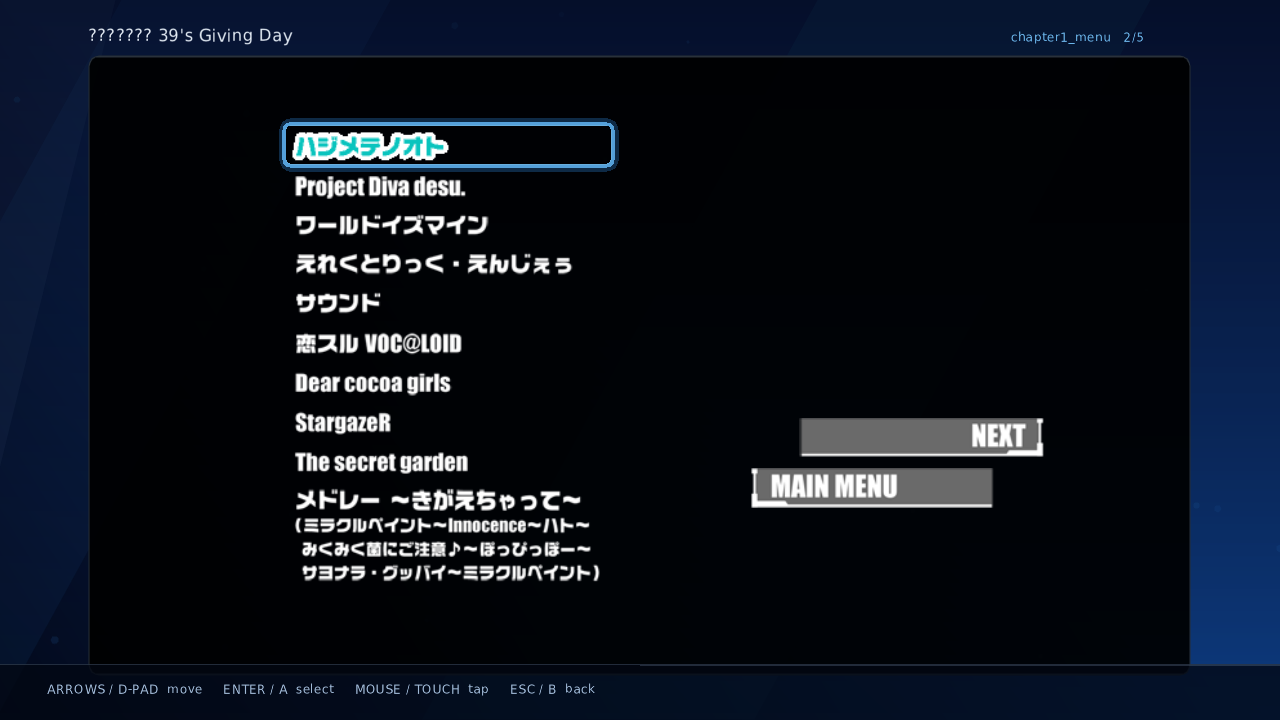 ??????? 39's Giving Day
chapter1_menu 2/5
ハジメテノオト
Project Diva desu.
ワールドイズマイン
えれくとりっく・えんじぇぅ
サウンド
恋スル VOC@LOID
Dear cocoa girls
StargazeR
The secret garden
メドレー ～きがえちゃって～
(ミラクルペイント～Innocence～ハト～
みくみく菌にご注意♪～ぽっぴっぽー～
サヨナラ・グッバイ～ミラクルペイント)
NEXT
MAIN MENU
ARROWS / D-PAD move ENTER / A select MOUSE / TOUCH tap ESC / B back